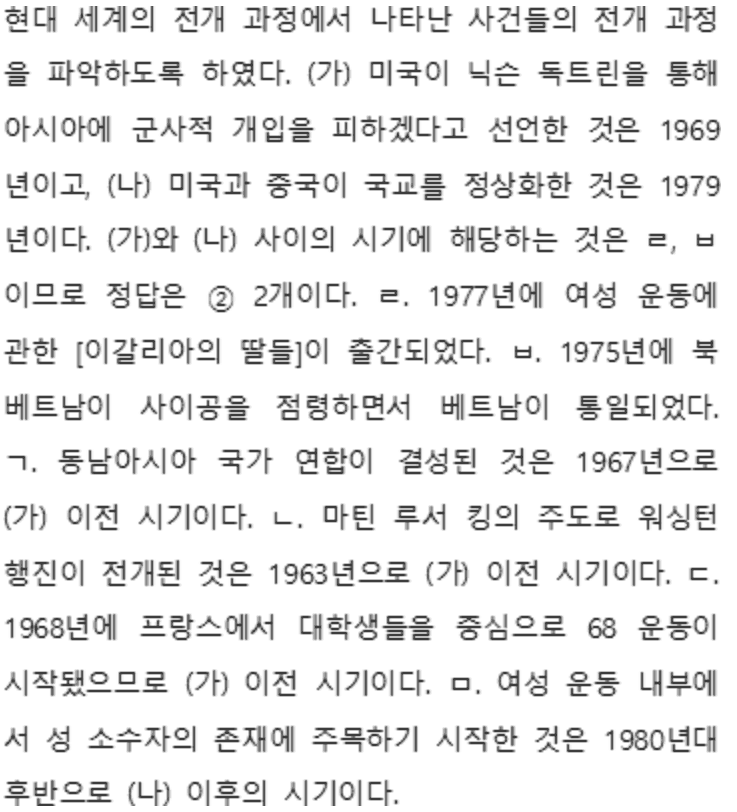 현대 세계의 전개 과정에서 나타난 사건들의 전개 과정
을 파악하도록 하였다. (가) 미국이 닉슨 독트린을 통해
아시아에 군사적 개입을 피하겠다고 선언한 것은 1969
년이고, (나) 미국과 중국이 국교를 정상화한 것은 1979
년이다. (가)와 (나) 사이의 시기에 해당하는 것은 ㄹ, ㅂ
이므로 정답은 ② 2개이다. ㄹ. 1977년에 여성 운동에
관한 [이갈리아의 딸들]이 출간되었다. ㅂ. 1975년에 북
베트남이 사이공을 점령하면서 베트남이 통일되었다.
ㄱ. 동남아시아 국가 연합이 결성된 것은 1967년으로
(가) 이전 시기이다. ㄴ. 마틴 루서 킹의 주도로 워싱턴
행진이 전개된 것은 1963년으로 (가) 이전 시기이다. ㄷ.
1968년에 프랑스에서 대학생들을 중심으로 68 운동이
시작됐으므로 (가) 이전 시기이다. ㅁ. 여성 운동 내부에
서 성 소수자의 존재에 주목하기 시작한 것은 1980년대
후반으로 (나) 이후의 시기이다.